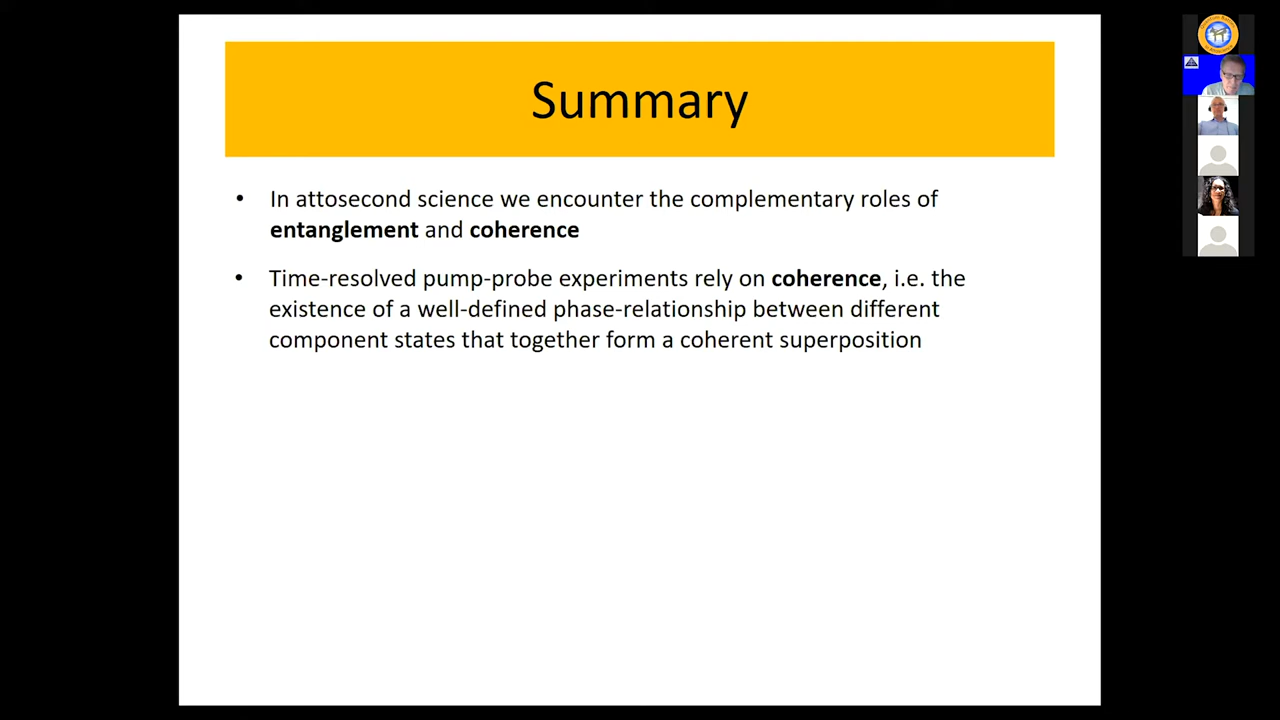 Summary
• In attosecond science we encounter the complementary roles of
entanglement and coherence
• Time-resolved pump-probe experiments rely on coherence, i.e. the
existence of a well-defined phase-relationship between different
component states that together form a coherent superposition